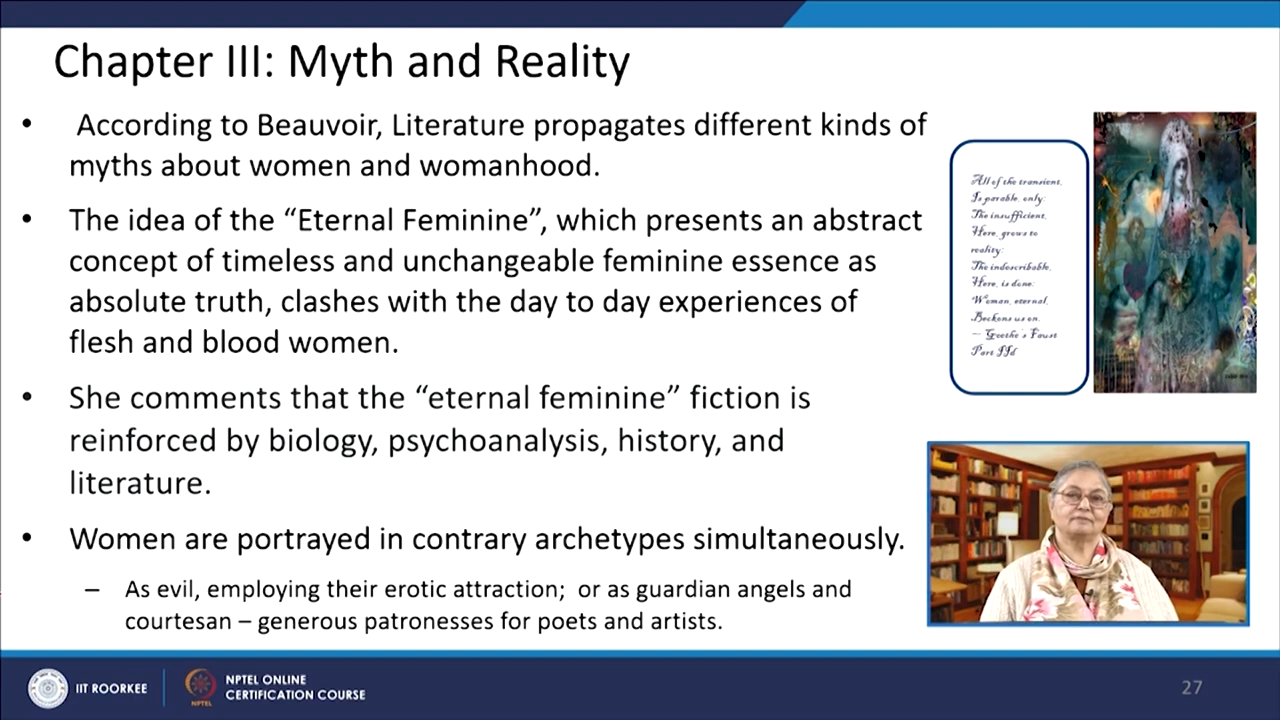 Chapter III: Myth and Reality
• According to Beauvoir, Literature propagates different kinds of
myths about women and womanhood.
• The idea of the “Eternal Feminine”, which presents an abstract
concept of timeless and unchangeable feminine essence as
absolute truth, clashes with the day to day experiences of
flesh and blood women.
• She comments that the “eternal feminine” fiction is
reinforced by biology, psychoanalysis, history, and
literature.
• Women are portrayed in contrary archetypes simultaneously.
– As evil, employing their erotic attraction; or as guardian angels and
courtesan – generous patronesses for poets and artists.
All of the transient,
Is parable, only:
The insufficient,
Here, grows to
reality:
The indescribable,
Here, is done:
Woman, eternal,
Beckons us on.
— Goethe's Faust
Part IId
IIT ROORKEE
NPTEL
NPTEL ONLINE
CERTIFICATION COURSE
27